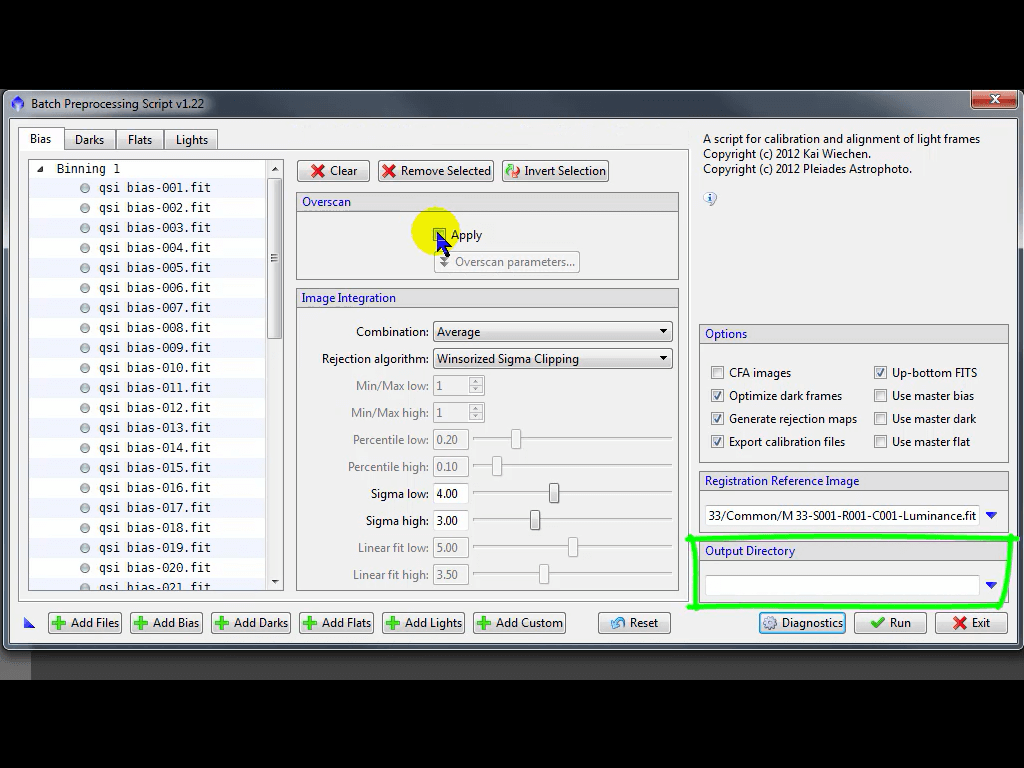 Batch Preprocessing Script v1.22
Bias Darks Flats Lights
Binning 1
qsi bias-001.fit
qsi bias-002.fit
qsi bias-003.fit
qsi bias-004.fit
qsi bias-005.fit
qsi bias-006.fit
qsi bias-007.fit
qsi bias-008.fit
qsi bias-009.fit
qsi bias-010.fit
qsi bias-011.fit
qsi bias-012.fit
qsi bias-013.fit
qsi bias-014.fit
qsi bias-015.fit
qsi bias-016.fit
qsi bias-017.fit
qsi bias-018.fit
qsi bias-019.fit
qsi bias-020.fit
qsi bias-021.fit
Clear Remove Selected Invert Selection
Overscan
Apply
Overscan parameters...
Image Integration
Combination: Average
Rejection algorithm: Winsorized Sigma Clipping
Min/Max low: 1
Min/Max high: 1
Percentile low: 0.20
Percentile high: 0.10
Sigma low: 4.00
Sigma high: 3.00
Linear fit low: 5.00
Linear fit high: 3.50
A script for calibration and alignment of light frames
Copyright (c) 2012 Kai Wiechen.
Copyright (c) 2012 Pleiades Astrophoto.
Options
CFA images Up-bottom FITS
Optimize dark frames Use master bias
Generate rejection maps Use master dark
Export calibration files Use master flat
Registration Reference Image
33/Common/M 33-S001-R001-C001-Luminance.fit
Output Directory
Add Files Add Bias Add Darks Add Flats Add Lights Add Custom Reset Diagnostics Run Exit